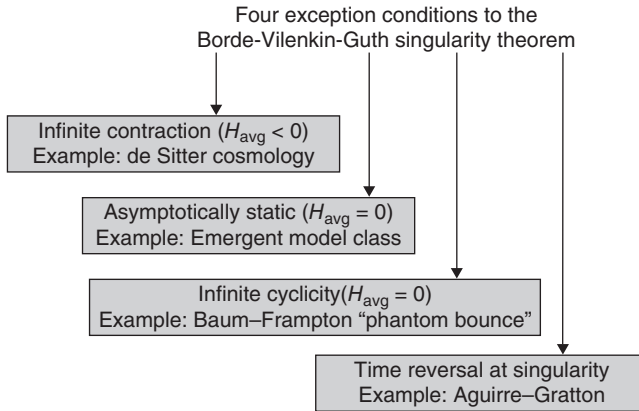 Four exception conditions to the
Borde-Vilenkin-Guth singularity theorem
Infinite contraction (Havg < 0)
Example: de Sitter cosmology
Asymptotically static (Havg = 0)
Example: Emergent model class
Infinite cyclicity(Havg = 0)
Example: Baum–Frampton “phantom bounce”
Time reversal at singularity
Example: Aguirre–Gratton